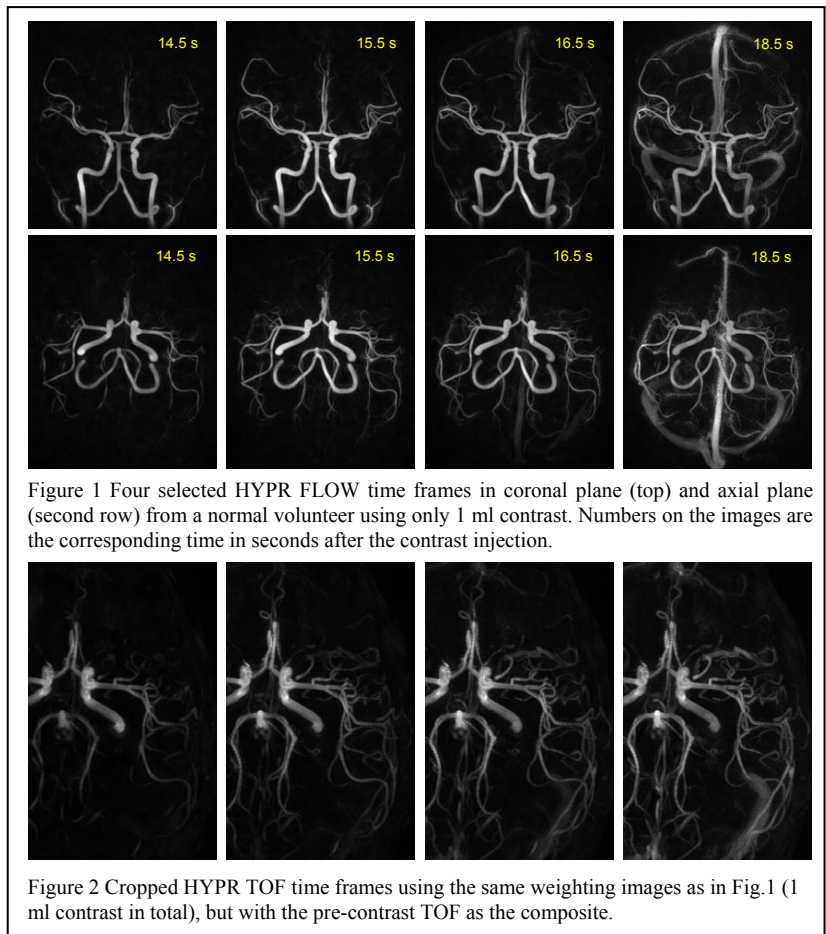 14.5 s
15.5 s
16.5 s
18.5 s
14.5 s
15.5 s
16.5 s
18.5 s
Figure 1 Four selected HYPR FLOW time frames in coronal plane (top) and axial plane
(second row) from a normal volunteer using only 1 ml contrast. Numbers on the images are
the corresponding time in seconds after the contrast injection.
Figure 2 Cropped HYPR TOF time frames using the same weighting images as in Fig.1 (1
ml contrast in total), but with the pre-contrast TOF as the composite.